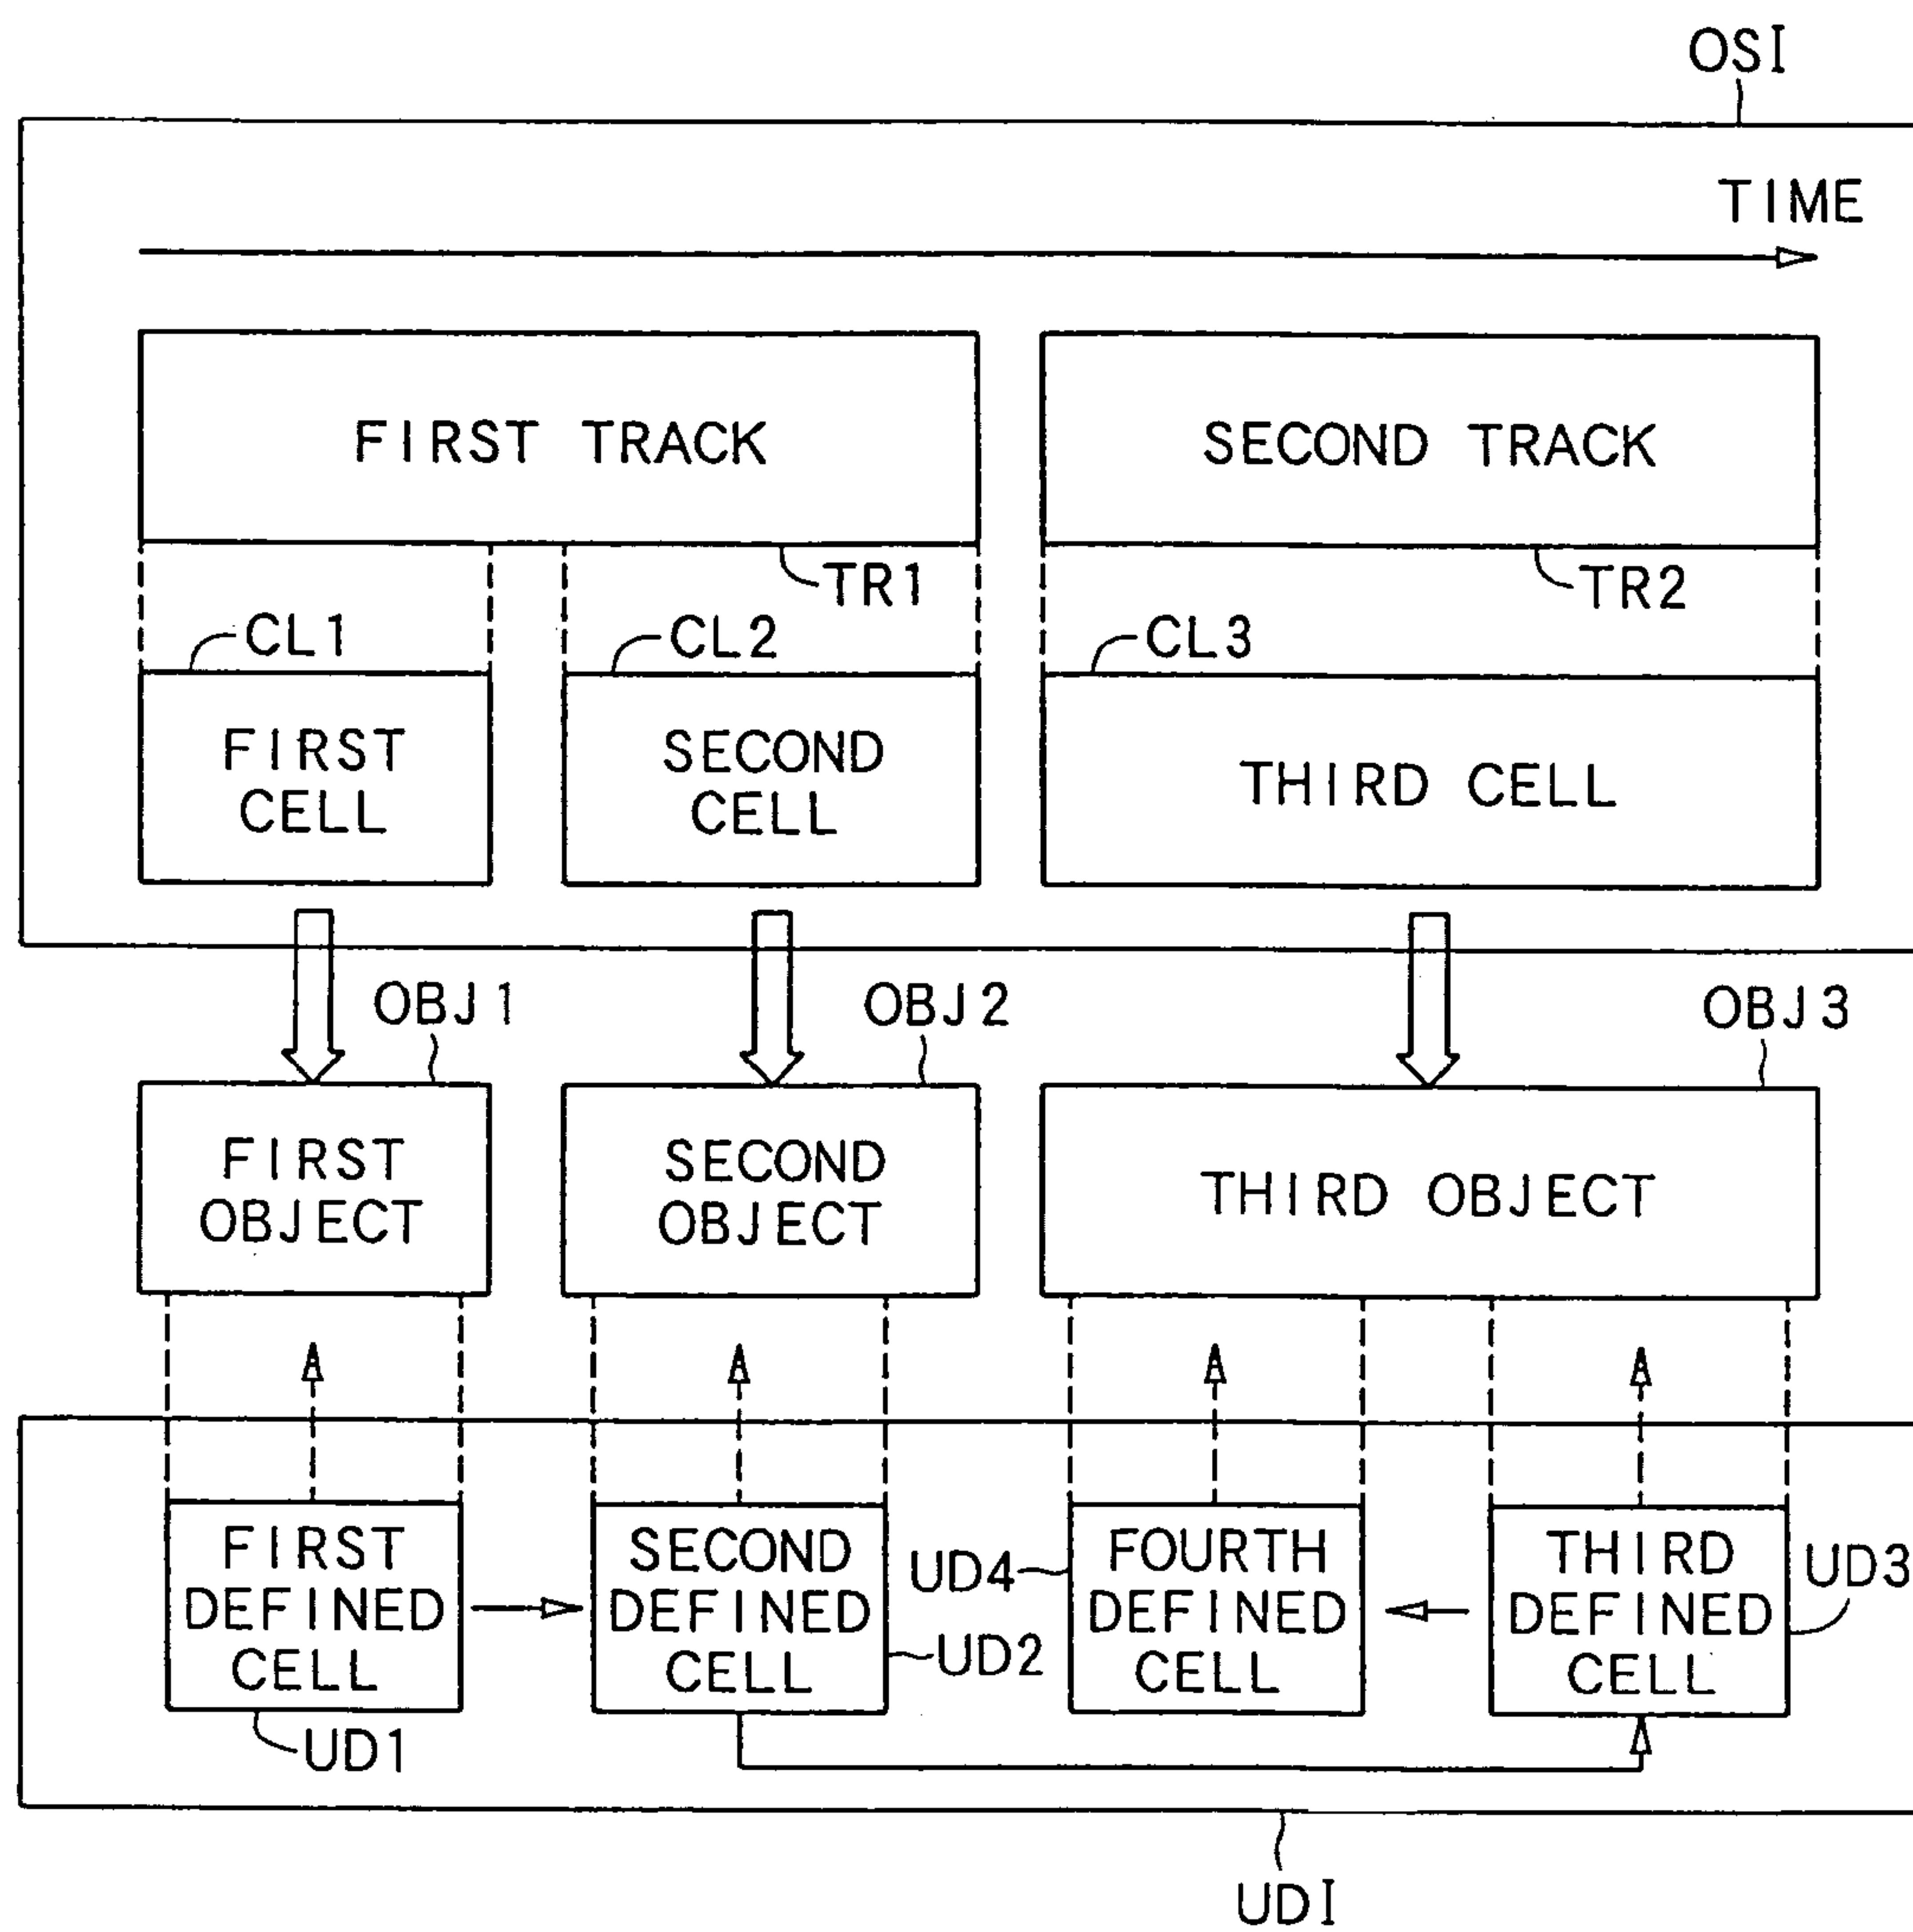 OSI
TIME
FIRST TRACK
SECOND TRACK
TR1
TR2
CL1
CL2
CL3
FIRST
CELL
SECOND
CELL
THIRD CELL
OBJ1
OBJ2
OBJ3
FIRST
OBJECT
SECOND
OBJECT
THIRD OBJECT
FIRST
DEFINED
CELL
SECOND
DEFINED
CELL
UD4
FOURTH
DEFINED
CELL
THIRD
DEFINED
CELL
UD3
UD2
UD1
UDI